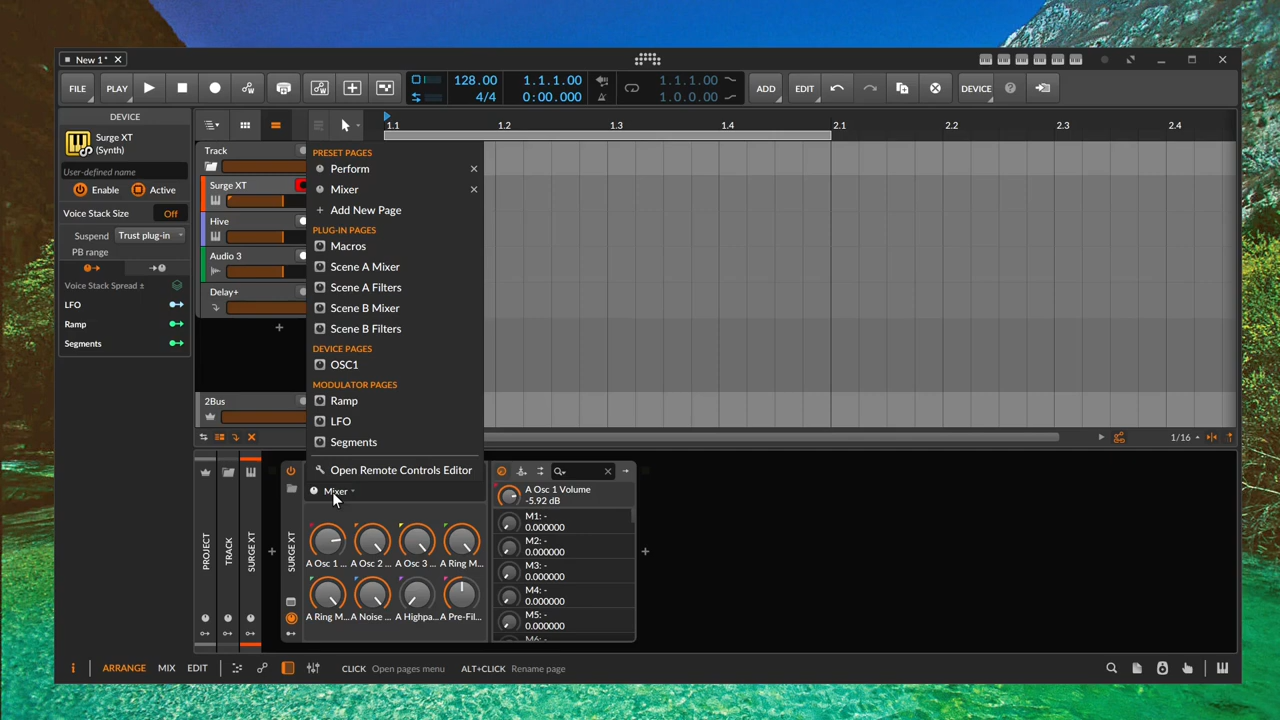 New 1*
FILE
PLAY
128.00
4/4
1.1.1.00
0:00.000
1.1.1.00
1.0.0.00
ADD
EDIT
DEVICE
DEVICE
Surge XT
(Synth)
User-defined name
Enable
Active
Voice Stack Size
Off
Suspend
Trust plug-in
PB range
Voice Stack Spread ±
LFO
Ramp
Segments
1.1
1.2
1.3
1.4
2.1
2.2
2.3
2.4
Track
Surge XT
Hive
Audio 3
Delay+
2Bus
PRESET PAGES
Perform
Mixer
Add New Page
PLUG-IN PAGES
Macros
Scene A Mixer
Scene A Filters
Scene B Mixer
Scene B Filters
DEVICE PAGES
OSC1
MODULATOR PAGES
Ramp
LFO
Segments
Open Remote Controls Editor
1/16
PROJECT
TRACK
SURGE XT
SURGE XT
Mixer
A Osc 1 ...
A Osc 2 ...
A Osc 3 ...
A Ring M...
A Ring M...
A Noise ...
A Highpa...
A Pre-Fil...
A Osc 1 Volume
-5.92 dB
M1: -
0.000000
M2: -
0.000000
M3: -
0.000000
M4: -
0.000000
M5: -
0.000000
M6: -
ARRANGE
MIX
EDIT
CLICK Open pages menu
ALT+CLICK Rename page